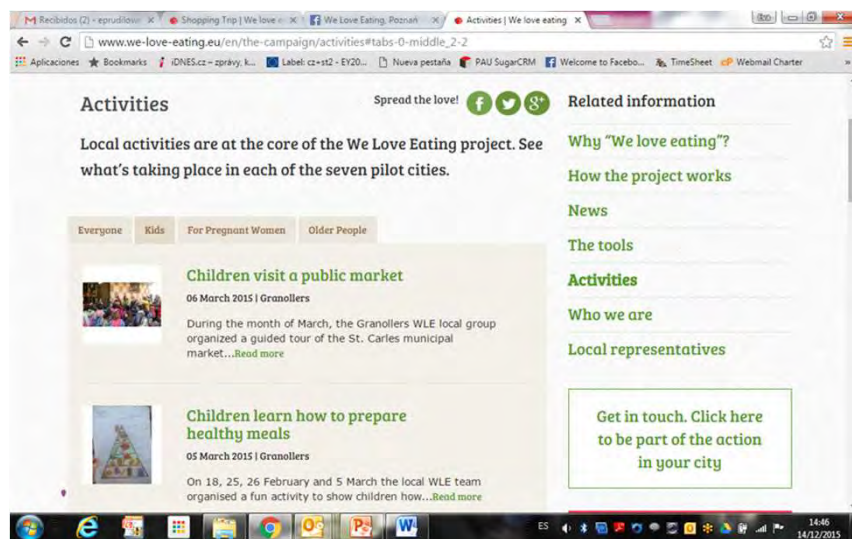 Recibidos (2) - eprudilow
Shopping Trip | We love e
We Love Eating, Poznań
Activities | We love eating
www.we-love-eating.eu/en/the-campaign/activities#tabs-0-middle_2-2
Aplicaciones Bookmarks iDNES.cz – zprávy, k... Label: cz+st2 - EY20... Nueva pestaña PAU SugarCRM Welcome to Facebo... TimeSheet Webmail Charter »
Activities
Spread the love!
Local activities are at the core of the We Love Eating project. See
what's taking place in each of the seven pilot cities.
Everyone Kids For Pregnant Women Older People
Children visit a public market
06 March 2015 | Granollers
During the month of March, the Granollers WLE local group
organized a guided tour of the St. Carles municipal
market...Read more
Children learn how to prepare
healthy meals
05 March 2015 | Granollers
On 18, 25, 26 February and 5 March the local WLE team
organised a fun activity to show children how...Read more
Related information
Why “We love eating”?
How the project works
News
The tools
Activities
Who we are
Local representatives
Get in touch. Click here
to be part of the action
in your city
ES
14:46
14/12/2015